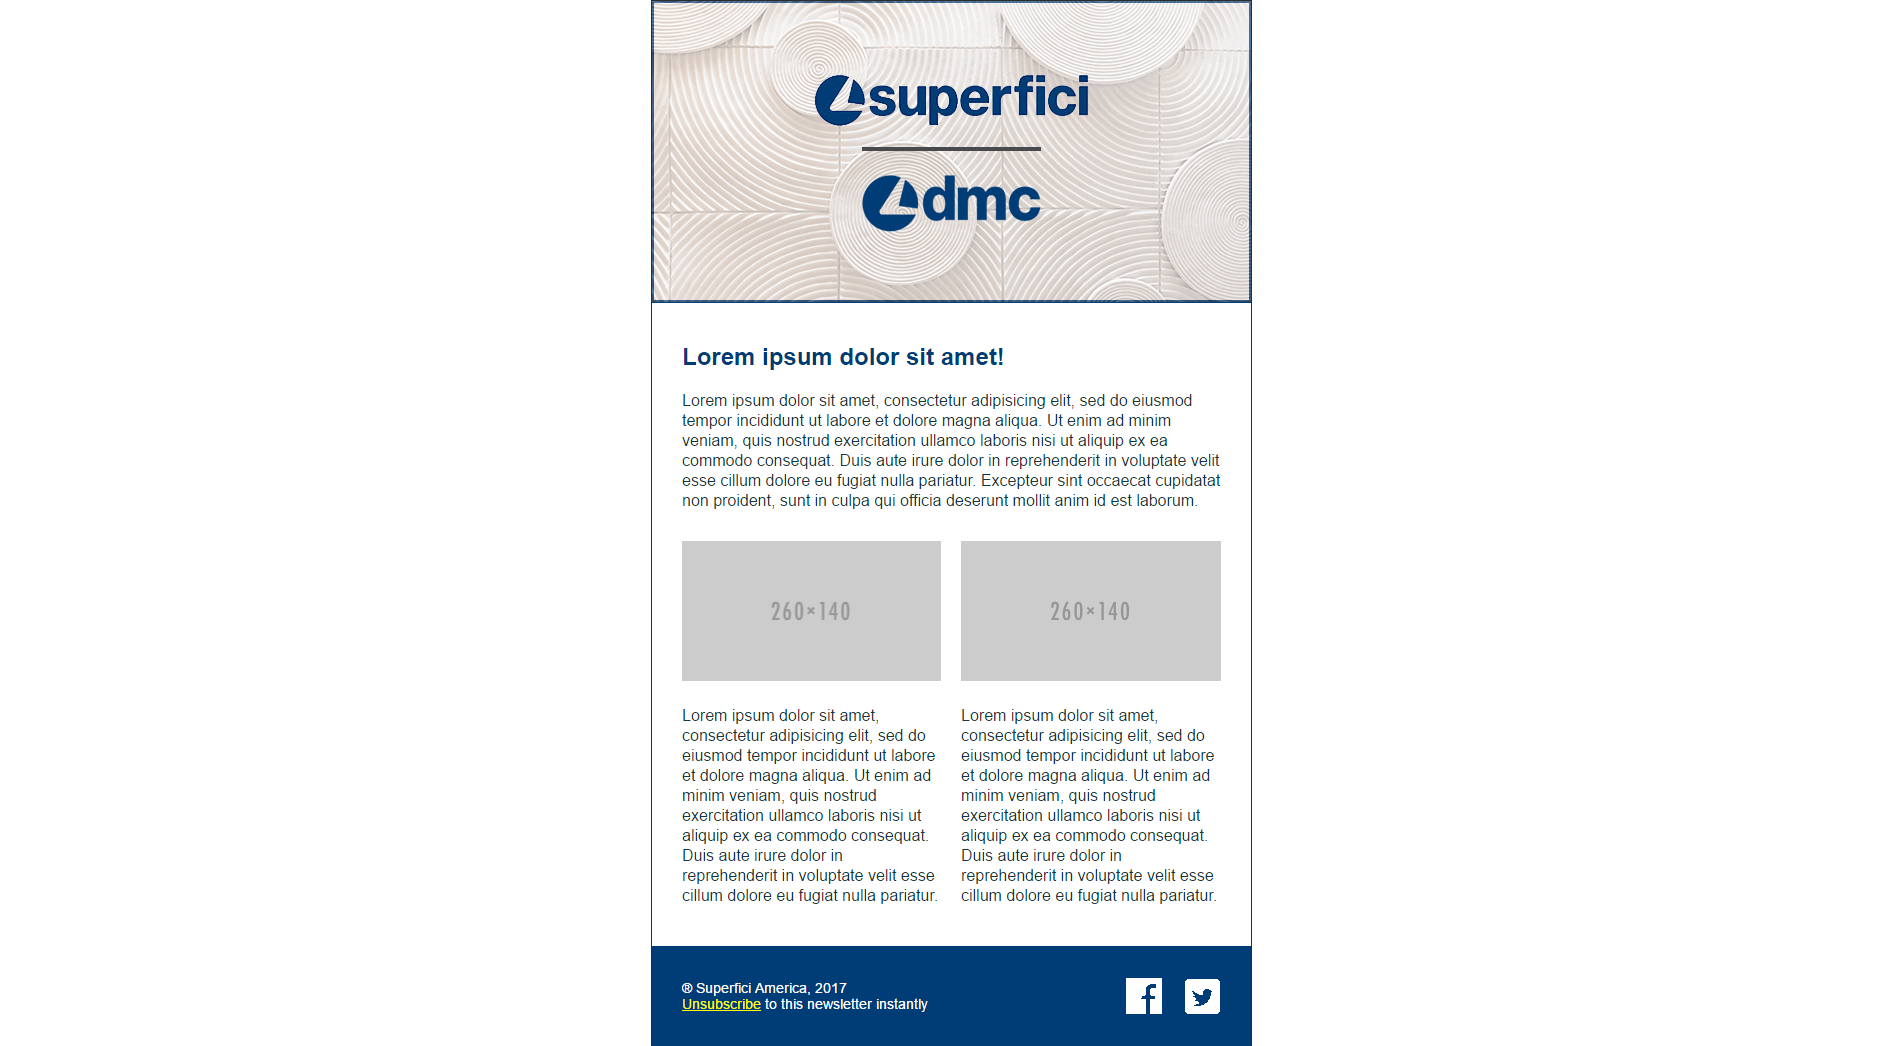 superfici
dmc
Lorem ipsum dolor sit amet!
Lorem ipsum dolor sit amet, consectetur adipisicing elit, sed do eiusmod
tempor incididunt ut labore et dolore magna aliqua. Ut enim ad minim
veniam, quis nostrud exercitation ullamco laboris nisi ut aliquip ex ea
commodo consequat. Duis aute irure dolor in reprehenderit in voluptate velit
esse cillum dolore eu fugiat nulla pariatur. Excepteur sint occaecat cupidatat
non proident, sunt in culpa qui officia deserunt mollit anim id est laborum.
260×140
260×140
Lorem ipsum dolor sit amet,
consectetur adipisicing elit, sed do
eiusmod tempor incididunt ut labore
et dolore magna aliqua. Ut enim ad
minim veniam, quis nostrud
exercitation ullamco laboris nisi ut
aliquip ex ea commodo consequat.
Duis aute irure dolor in
reprehenderit in voluptate velit esse
cillum dolore eu fugiat nulla pariatur.
Lorem ipsum dolor sit amet,
consectetur adipisicing elit, sed do
eiusmod tempor incididunt ut labore
et dolore magna aliqua. Ut enim ad
minim veniam, quis nostrud
exercitation ullamco laboris nisi ut
aliquip ex ea commodo consequat.
Duis aute irure dolor in
reprehenderit in voluptate velit esse
cillum dolore eu fugiat nulla pariatur.
® Superfici America, 2017
Unsubscribe to this newsletter instantly